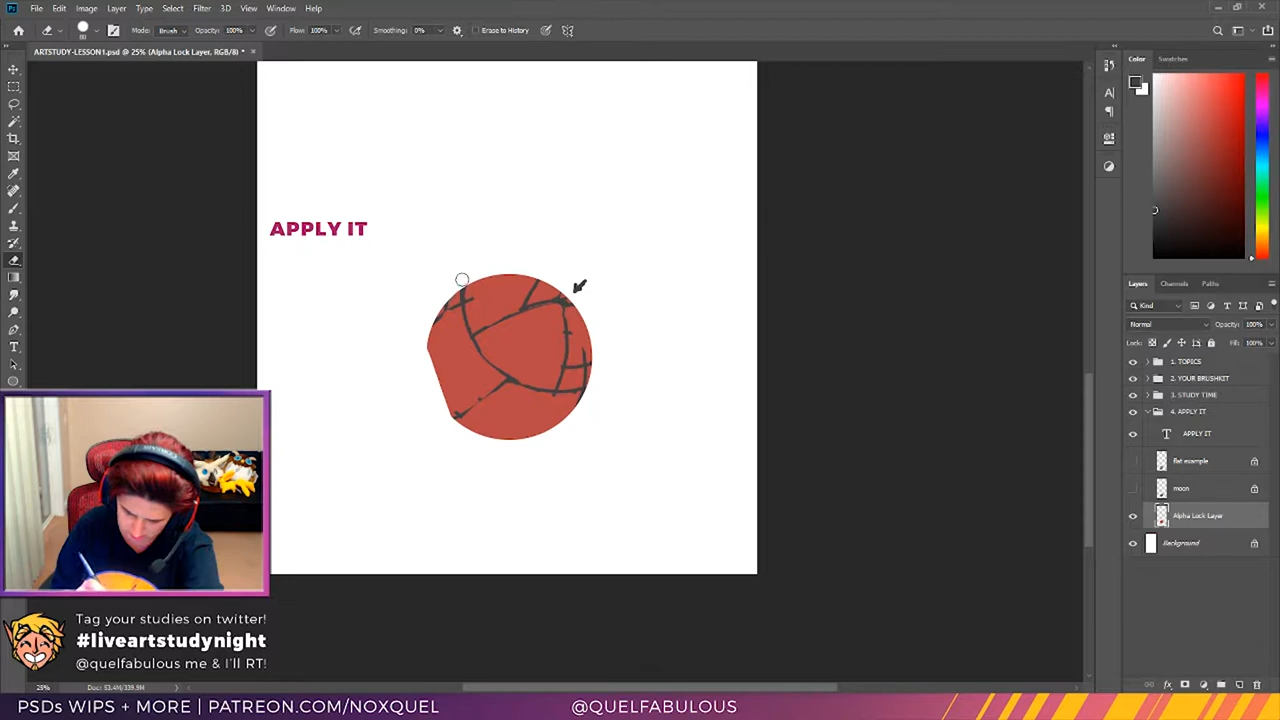 Ps File Edit Image Layer Type Select Filter 3D View Window Help
Mode: Brush Opacity: 100% Flow: 100% Smoothing: 0% Erase to History
ARTSTUDY-LESSON1.psd @ 25% (Alpha Lock Layer, RGB/8) *
Color Swatches
APPLY IT
Layers Channels Paths
Kind
Normal Opacity: 100%
Lock: Fill: 100%
1. TOPICS
2. YOUR BRUSHKIT
3. STUDY TIME
4. APPLY IT
T APPLY IT
flat example
moon
Alpha Lock Layer
Background
Tag your studies on twitter!
#liveartstudynight
@quelfabulous me & I'll RT!
25% Doc: 53.4M/339.9M
PSDs WIPS + MORE | PATREON.COM/NOXQUEL
@QUELFABULOUS